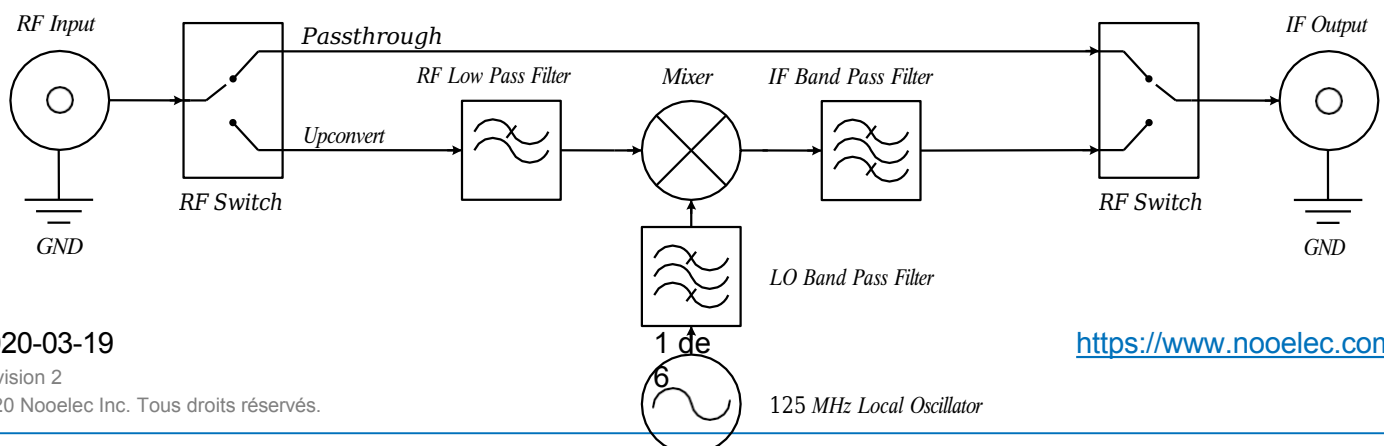 RF Input
IF Output
Passthrough
RF Low Pass Filter
Mixer
IF Band Pass Filter
Upconvert
RF Switch
RF Switch
GND
GND
LO Band Pass Filter
020-03-19
1 de
6
https://www.nooelec.com
vision 2
20 Nooelec Inc. Tous droits réservés.
125 MHz Local Oscillator